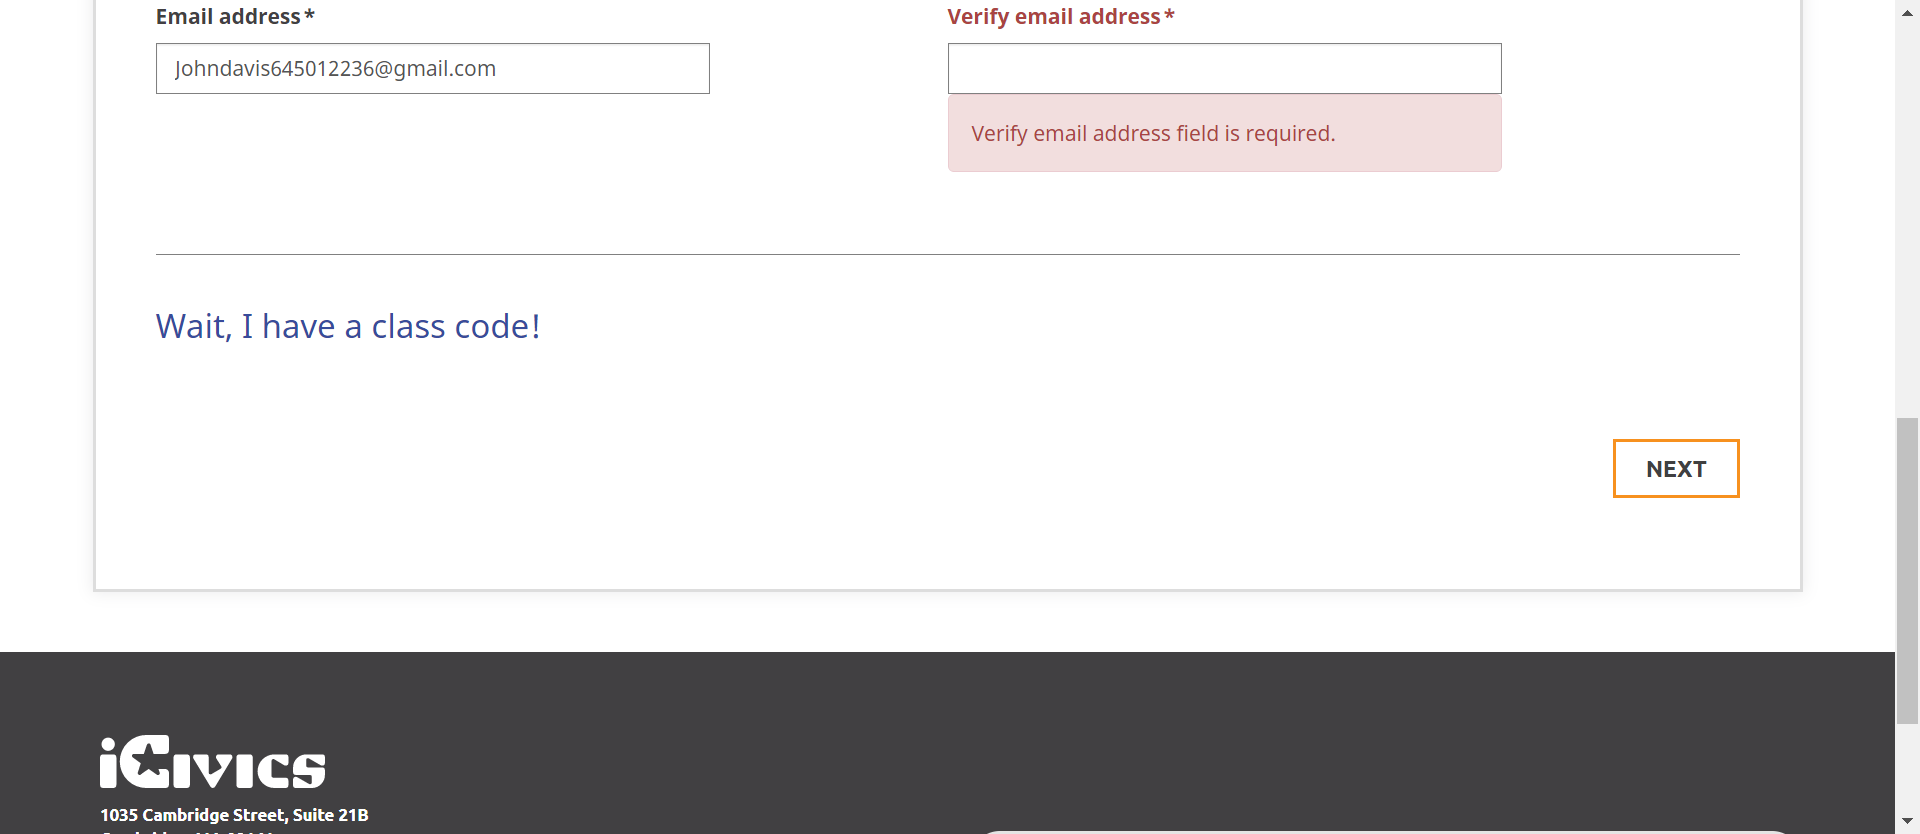 Email address*
Verify email address*
Johndavis645012236@gmail.com
Verify email address field is required.
Wait, I have a class code!
NEXT
iCivics
1035 Cambridge Street, Suite 21B